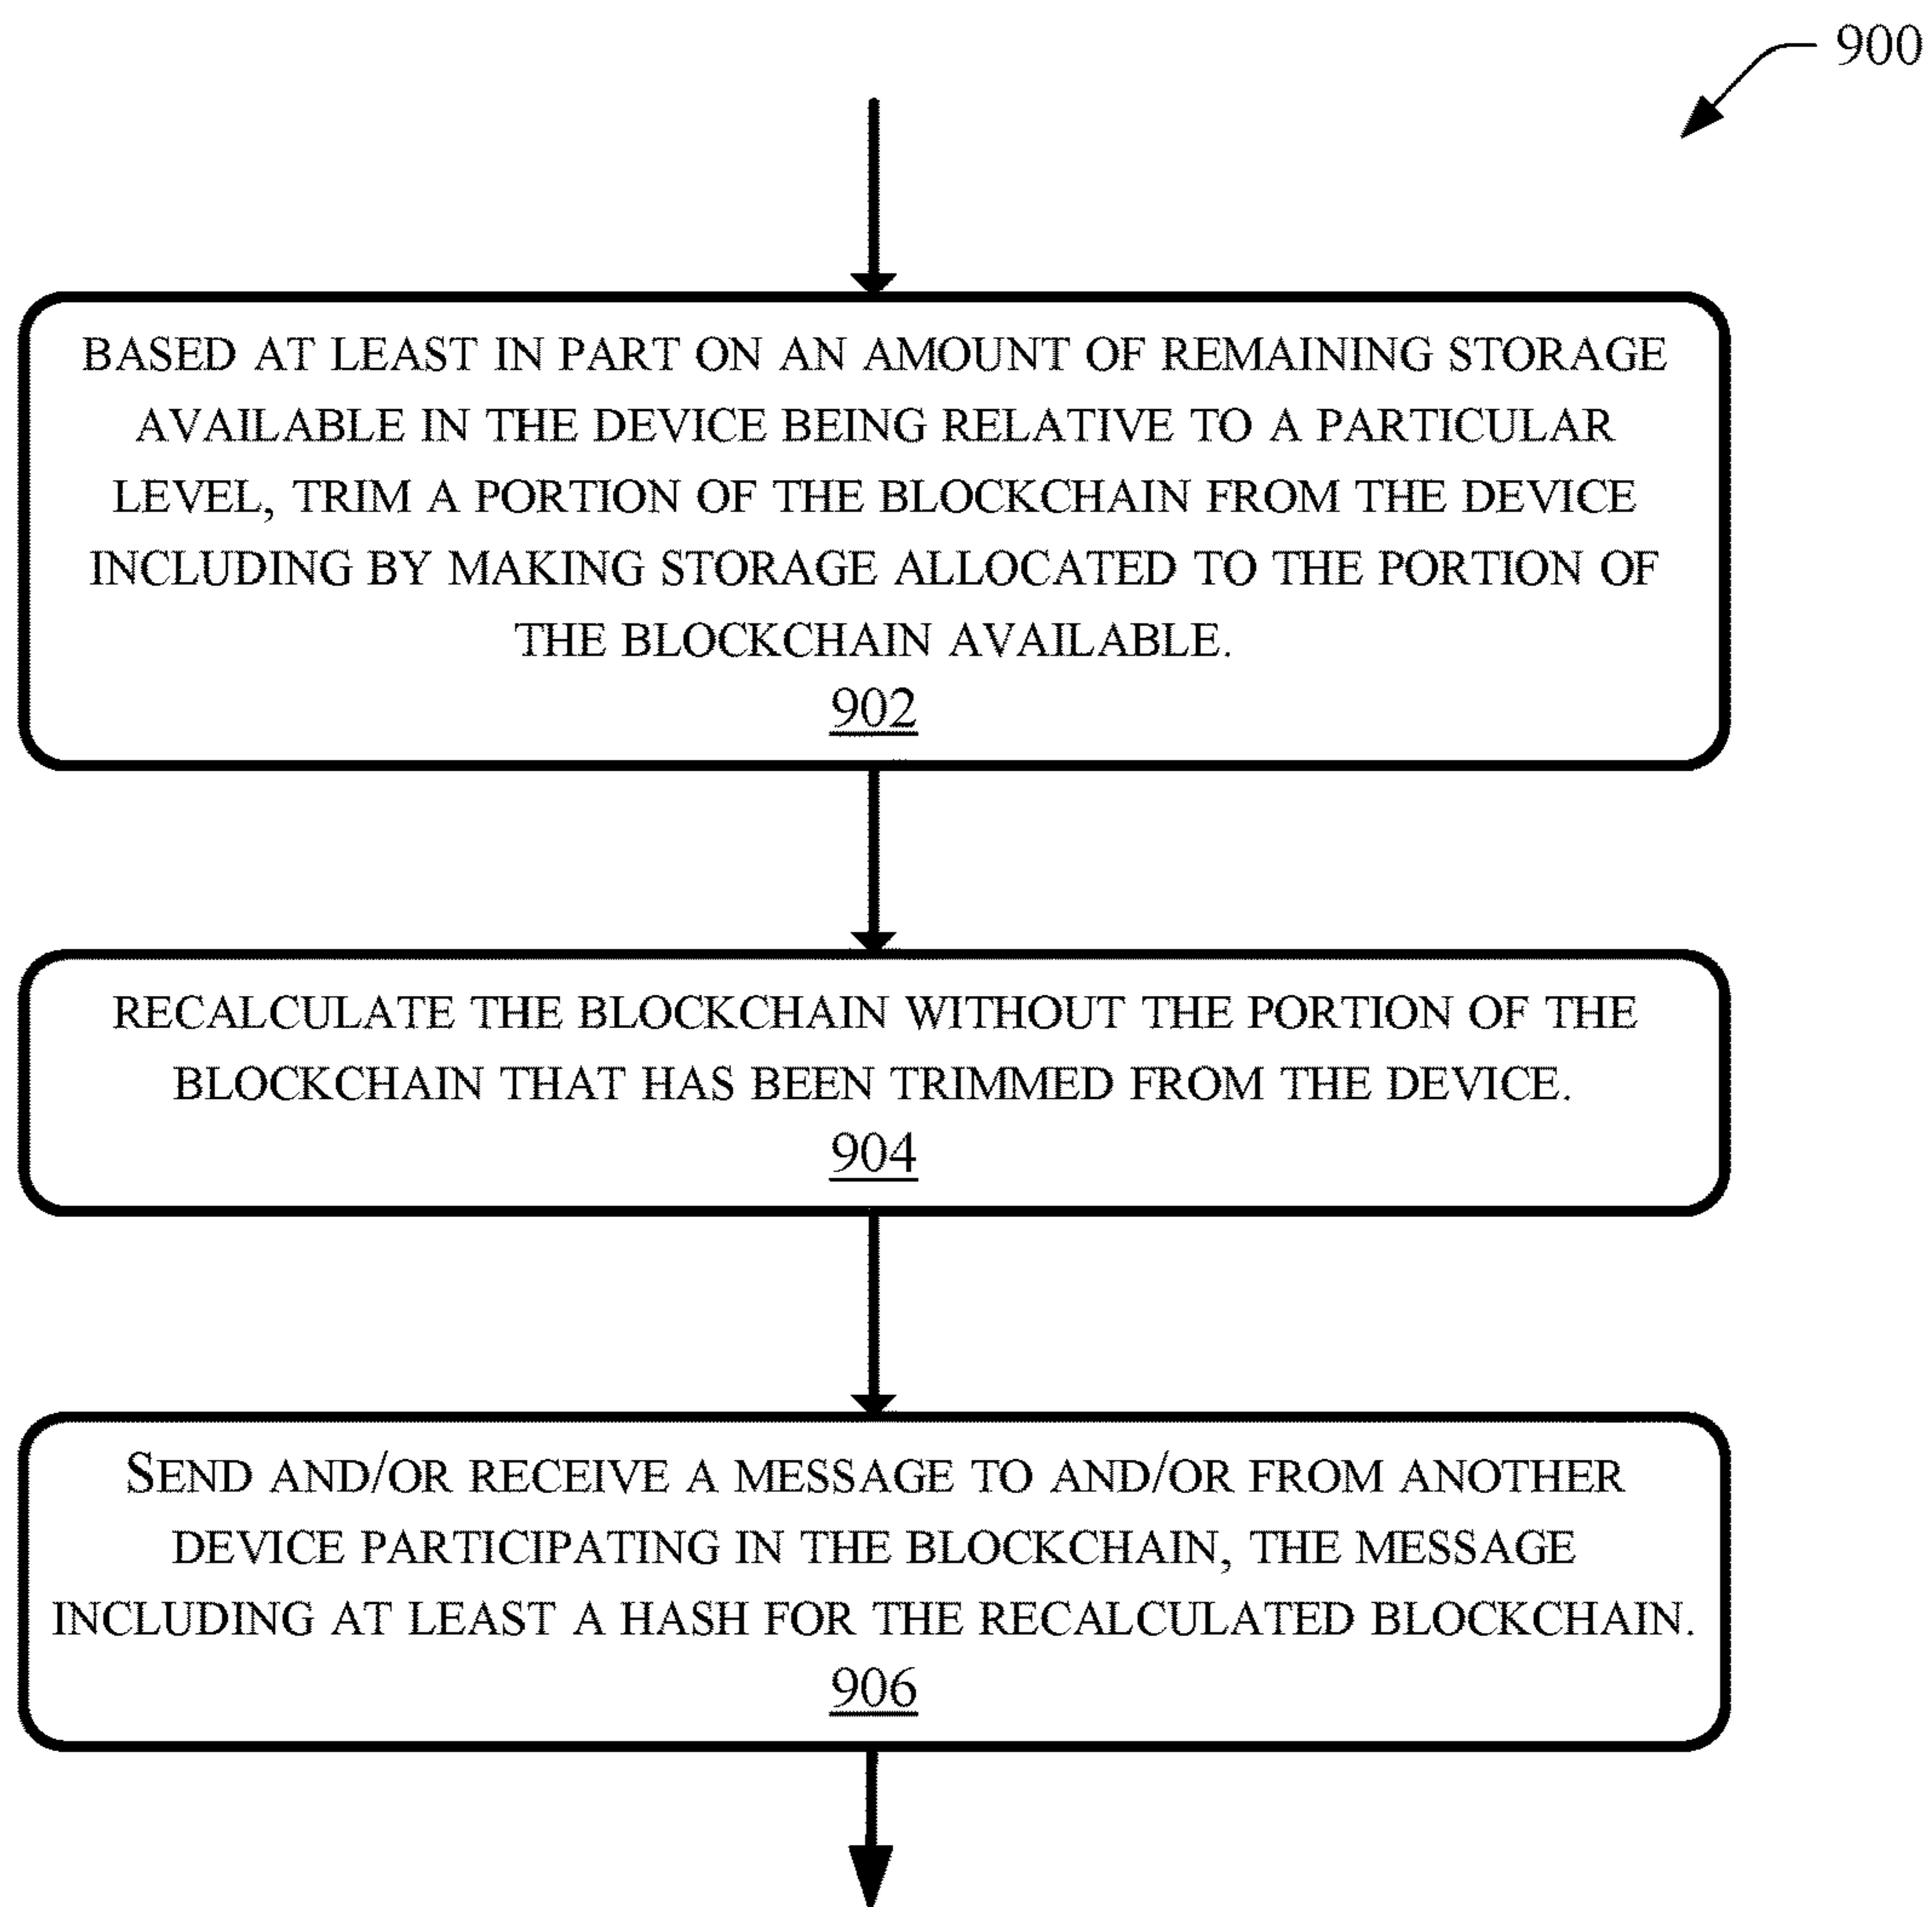 900
BASED AT LEAST IN PART ON AN AMOUNT OF REMAINING STORAGE
AVAILABLE IN THE DEVICE BEING RELATIVE TO A PARTICULAR
LEVEL, TRIM A PORTION OF THE BLOCKCHAIN FROM THE DEVICE
INCLUDING BY MAKING STORAGE ALLOCATED TO THE PORTION OF
THE BLOCKCHAIN AVAILABLE.
902
RECALCULATE THE BLOCKCHAIN WITHOUT THE PORTION OF THE
BLOCKCHAIN THAT HAS BEEN TRIMMED FROM THE DEVICE.
904
SEND AND/OR RECEIVE A MESSAGE TO AND/OR FROM ANOTHER
DEVICE PARTICIPATING IN THE BLOCKCHAIN, THE MESSAGE
INCLUDING AT LEAST A HASH FOR THE RECALCULATED BLOCKCHAIN.
906